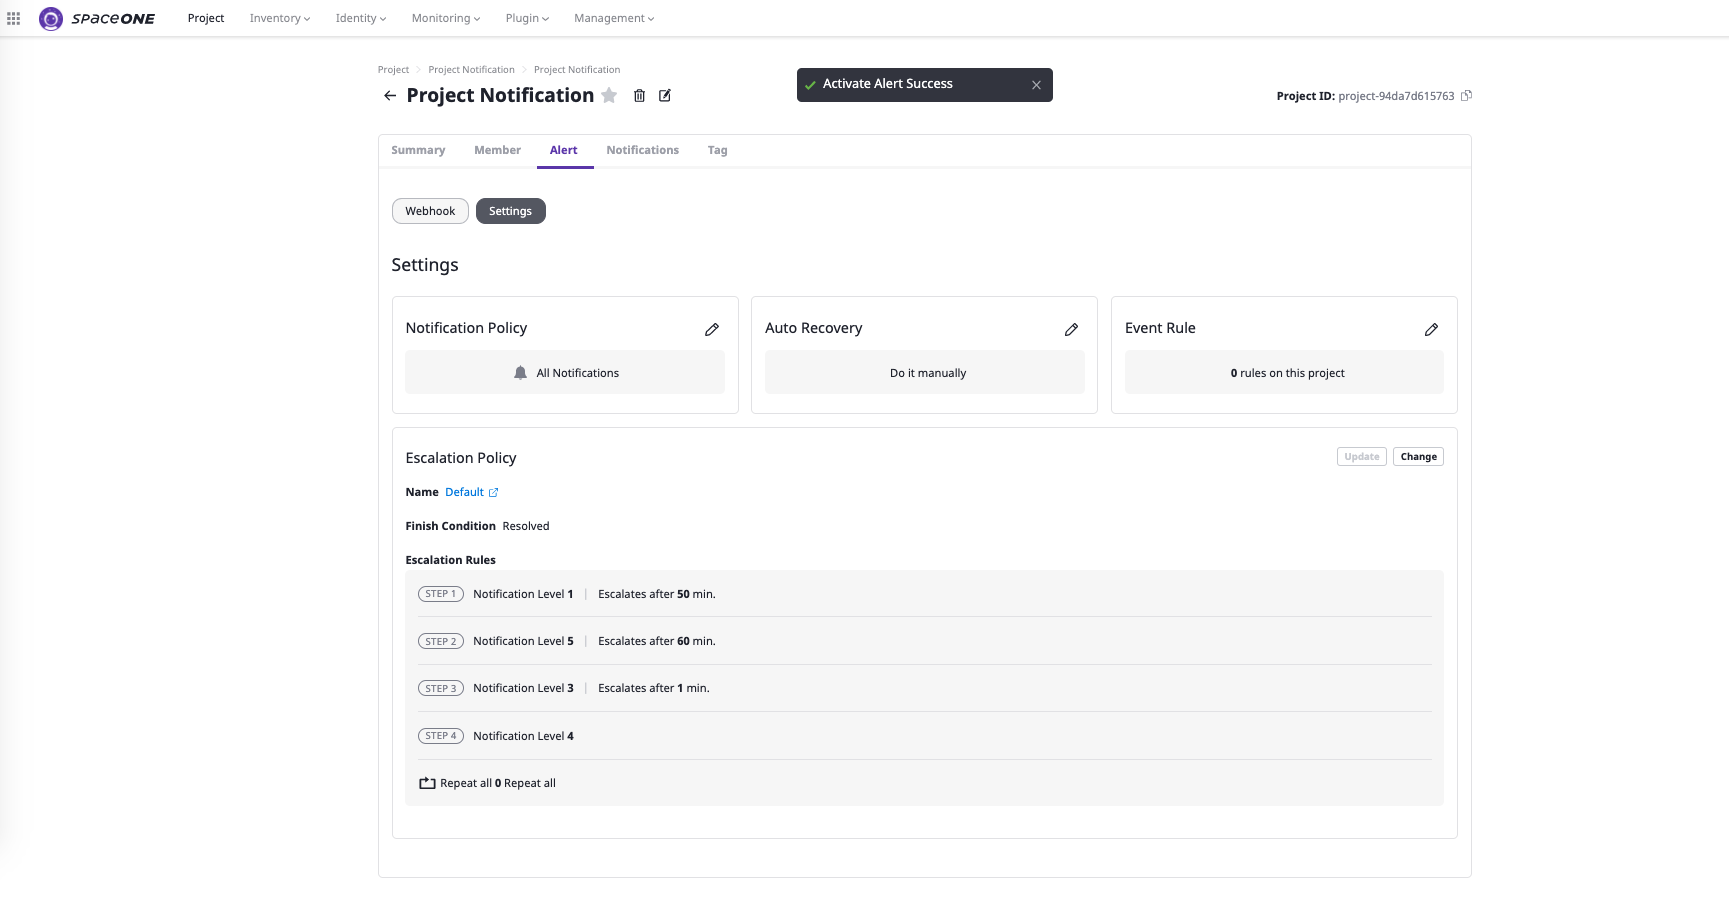 SPACEONE Project Inventory Identity Monitoring Plugin Management
Project Project Notification Project Notification
Activate Alert Success
Project Notification
Project ID: project-94da7d615763
Summary Member Alert Notifications Tag
Webhook Settings
Settings
Notification Policy
All Notifications
Auto Recovery
Do it manually
Event Rule
0 rules on this project
Escalation Policy
Update Change
Name Default
Finish Condition Resolved
Escalation Rules
STEP 1 Notification Level 1 | Escalates after 50 min.
STEP 2 Notification Level 5 | Escalates after 60 min.
STEP 3 Notification Level 3 | Escalates after 1 min.
STEP 4 Notification Level 4
Repeat all 0 Repeat all